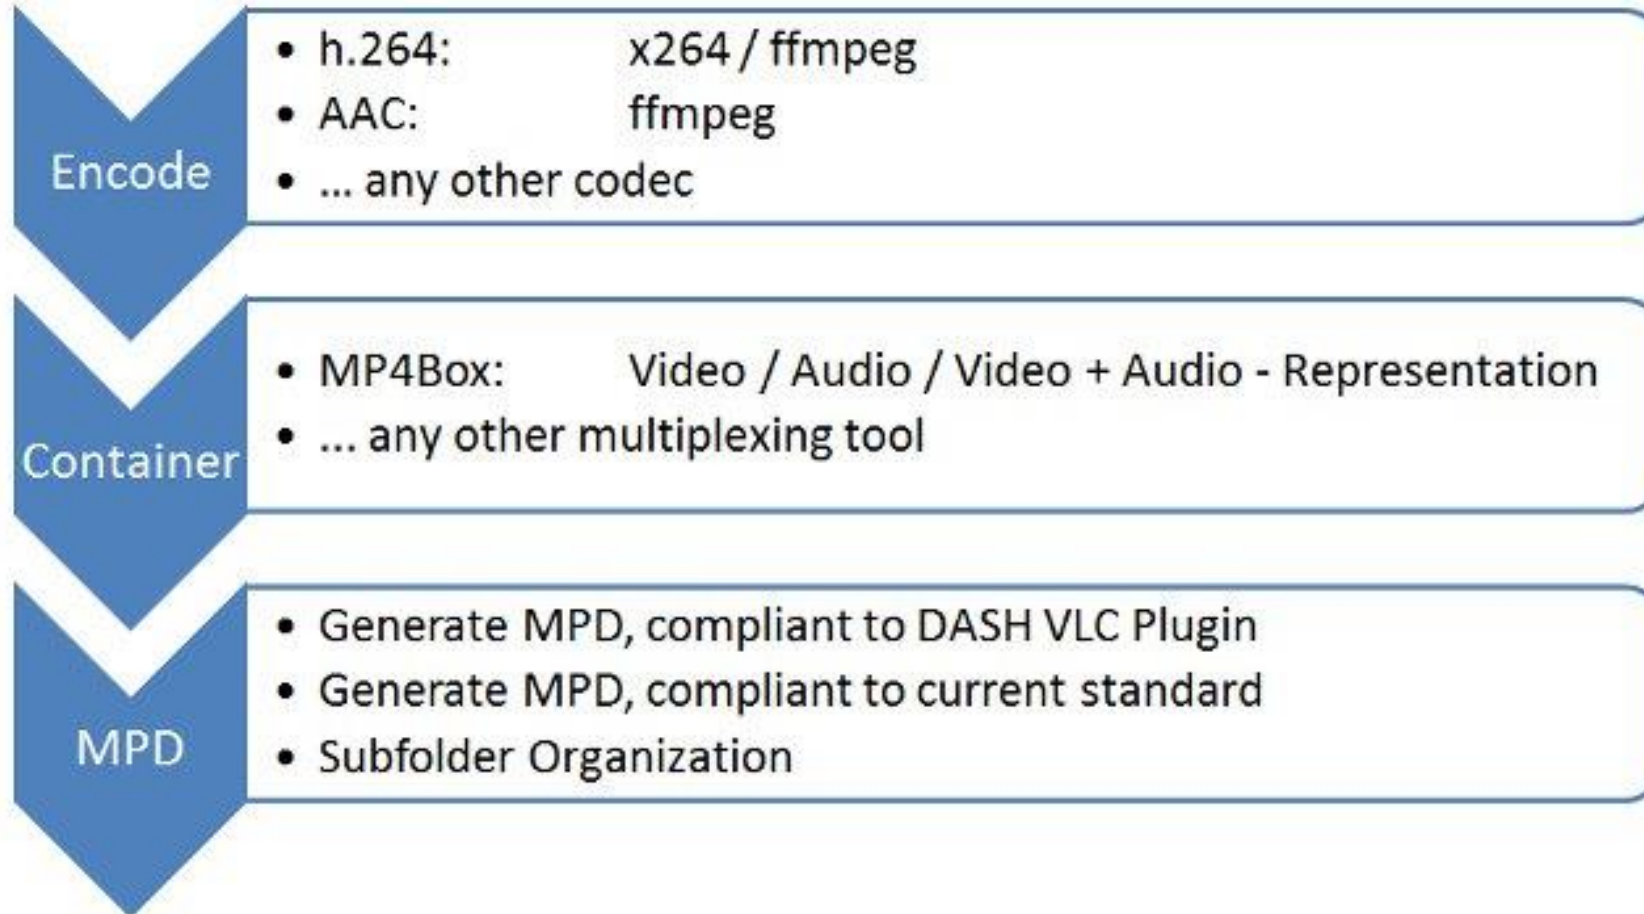 Encode
• h.264: x264 / ffmpeg
• AAC: ffmpeg
• ... any other codec
Container
• MP4Box: Video / Audio / Video + Audio - Representation
• ... any other multiplexing tool
MPD
• Generate MPD, compliant to DASH VLC Plugin
• Generate MPD, compliant to current standard
• Subfolder Organization